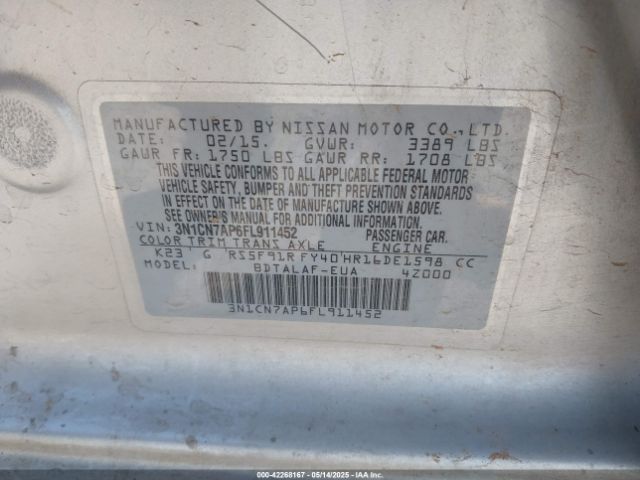 MANUFACTURED BY NISSAN MOTOR CO., LTD.
DATE: 02/15. GVWR: 3389 LBS
GAWR FR: 1750 LBS GAWR RR: 1708 LBS
THIS VEHICLE CONFORMS TO ALL APPLICABLE FEDERAL MOTOR
VEHICLE SAFETY, BUMPER AND THEFT PREVENTION STANDARDS
IN EFFECT ON THE DATE OF MANUFACTURE SHOWN ABOVE.
SEE OWNER'S MANUAL FOR ADDITIONAL INFORMATION.
VIN: 3N1CN7AP6FL911452 PASSENGER CAR.
COLOR TRIM TRANS AXLE ENGINE
K23 G RS5F91R FY40 HR16DE1598 CC
MODEL: BDTALAF-EUA 4Z000
3N1CN7AP6FL911452
000-42268167 - 05/14/2025 - IAAI.COM